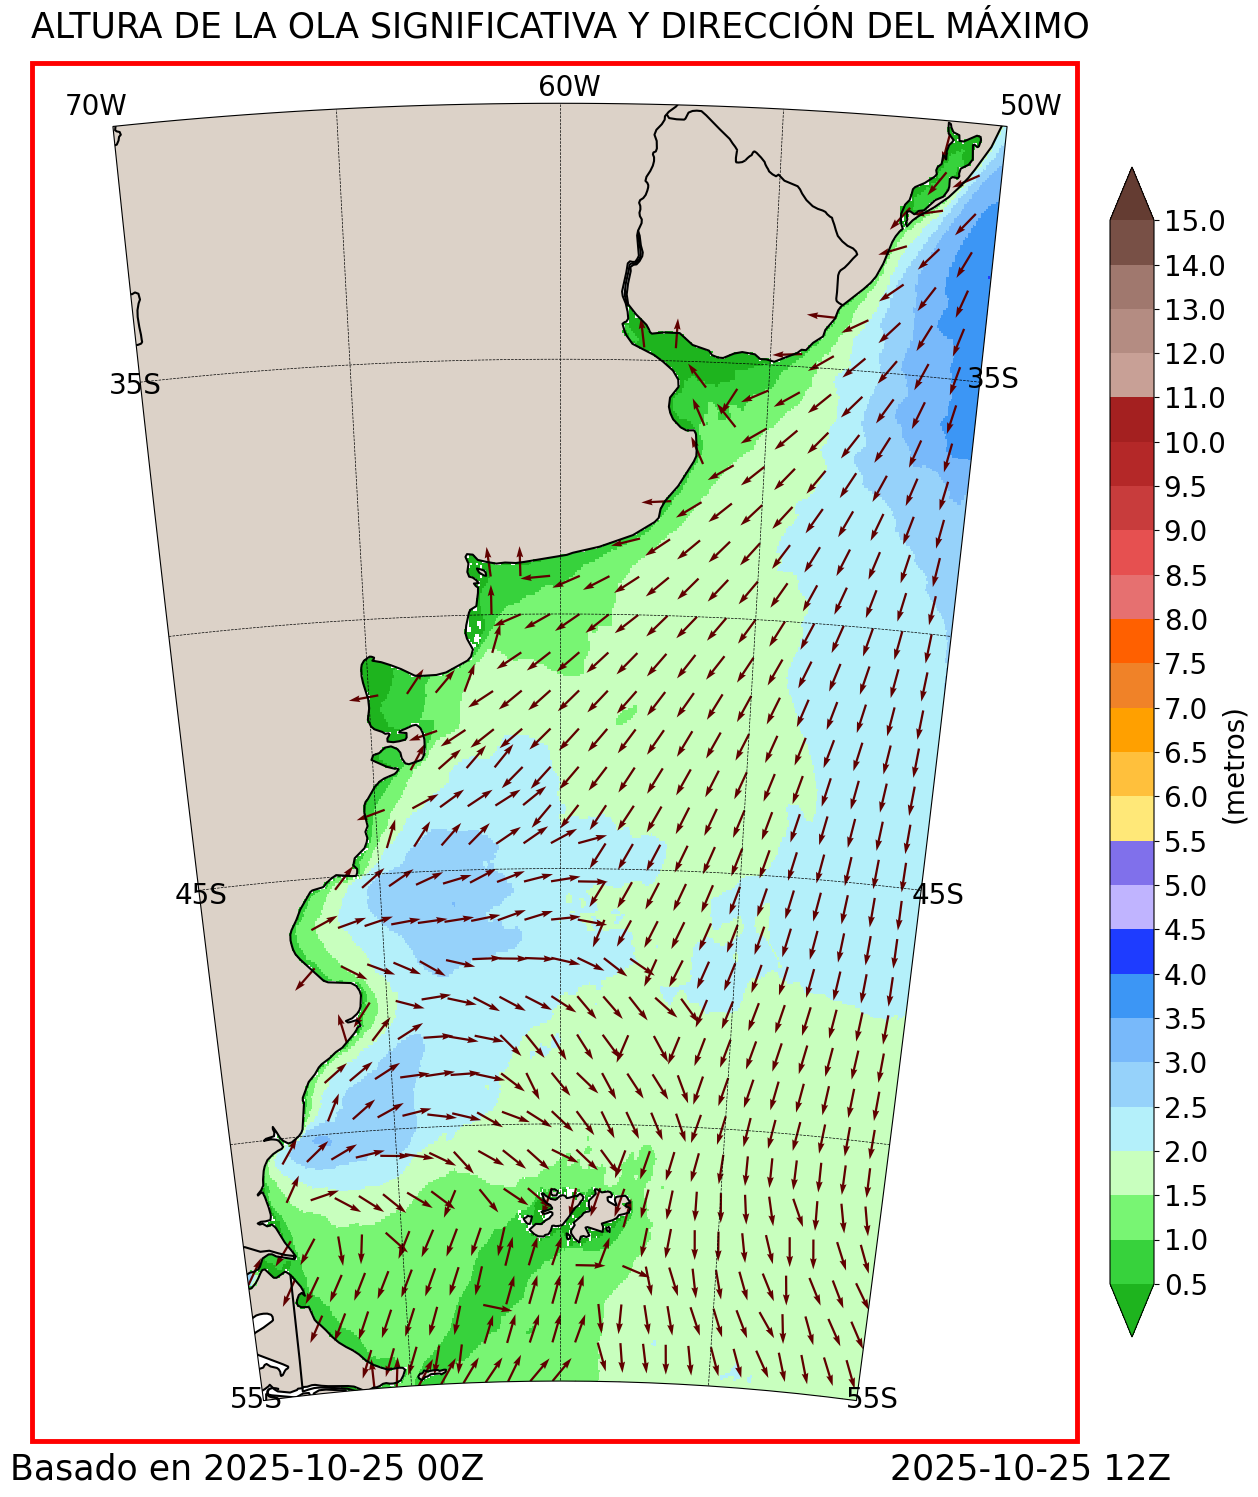 ALTURA DE LA OLA SIGNIFICATIVA Y DIRECCIÓN DEL MÁXIMO
70W
60W
50W
35S
35S
45S
45S
55S
55S
15.0
14.0
13.0
12.0
11.0
10.0
9.5
9.0
8.5
8.0
7.5
7.0
6.5
6.0
5.5
5.0
4.5
4.0
3.5
3.0
2.5
2.0
1.5
1.0
0.5
(metros)
Basado en 2025-10-25 00Z
2025-10-25 12Z